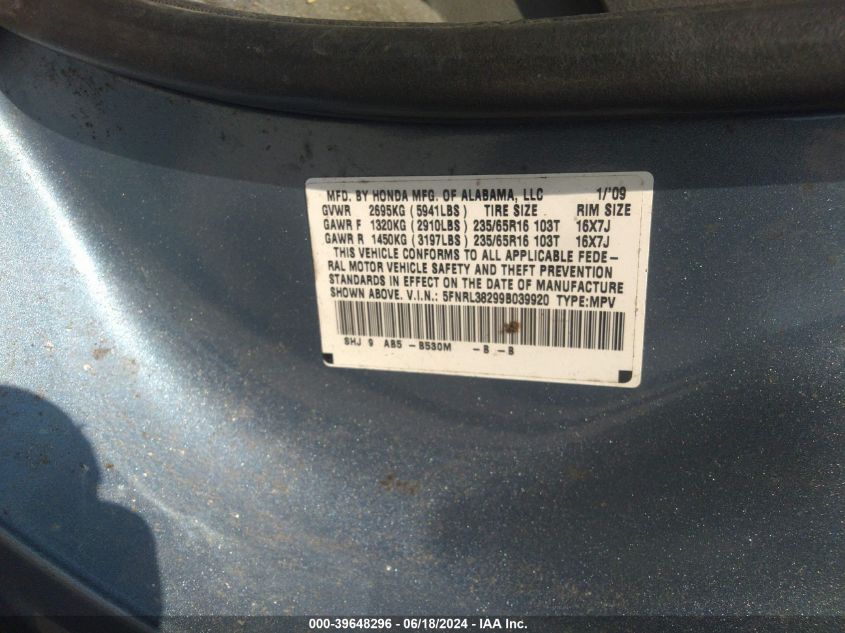 MFD. BY HONDA MFG. OF ALABAMA, LLC 1/'09
GVWR 2695KG (5941LBS) TIRE SIZE RIM SIZE
GAWR F 1320KG (2910LBS) 235/65R16 103T 16X7J
GAWR R 1450KG (3197LBS) 235/65R16 103T 16X7J
THIS VEHICLE CONFORMS TO ALL APPLICABLE FEDE-
RAL MOTOR VEHICLE SAFETY AND THEFT PREVENTION
STANDARDS IN EFFECT ON THE DATE OF MANUFACTURE
SHOWN ABOVE. V.I.N.: 5FNRL38299B039920 TYPE:MPV
SHJ 9 AB5 -B530M -B -B
000-39648296 - 06/18/2024 - IAA Inc.